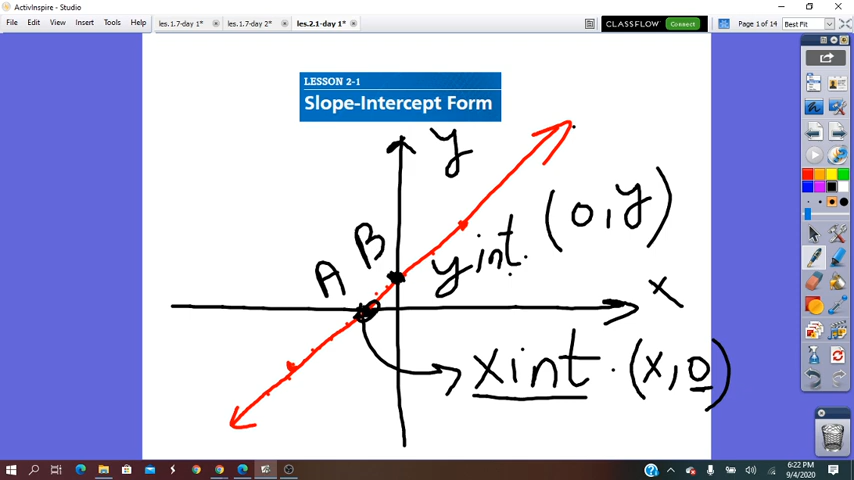 ActivInspire - Studio
File Edit View Insert Tools Help
les.1.7-day 1*
les.1.7-day 2*
les.2.1-day 1*
CLASSFLOW
Connect
Page 1 of 14
Best Fit
LESSON 2-1
Slope-Intercept Form
y
B
A
y int. (0, y)
x
x int. (x, 0)
6:22 PM
9/4/2020